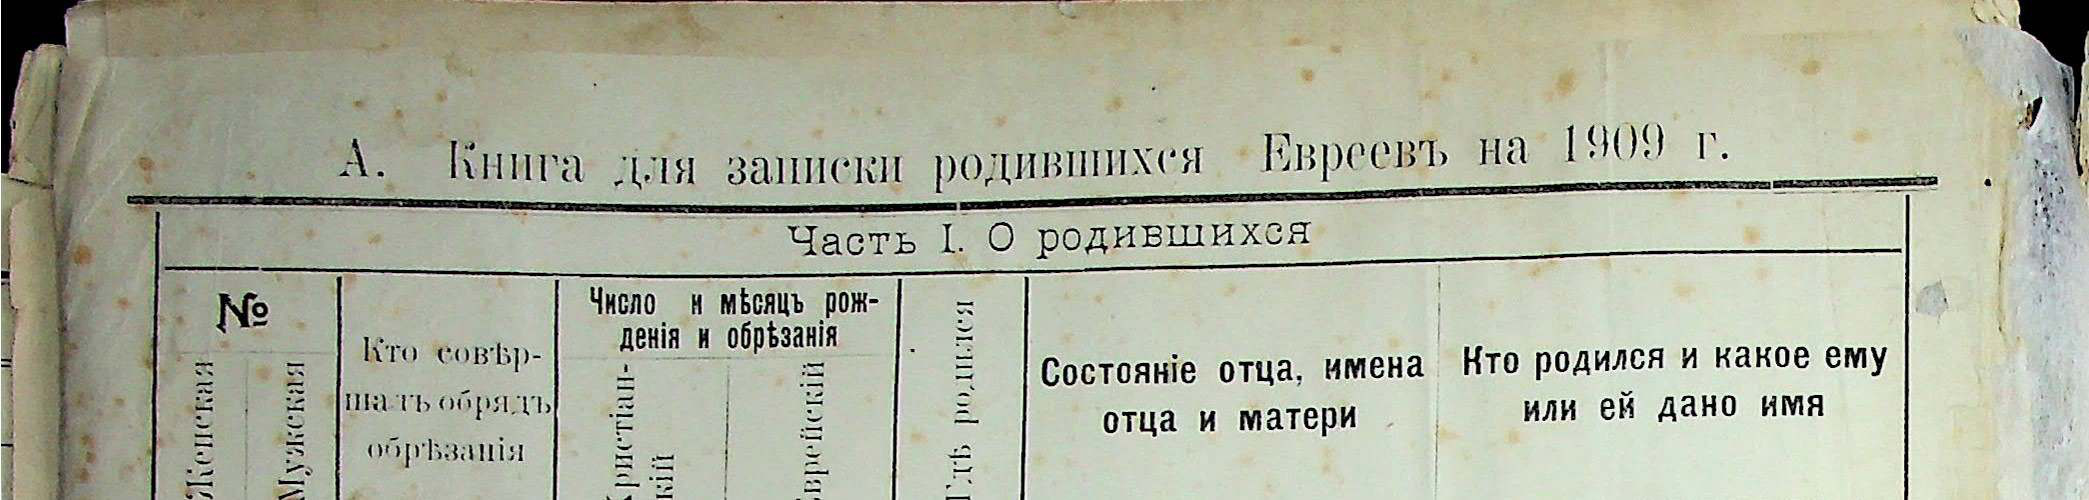 А. Книга для записки родившихся Евреевъ на 1909 г.
Часть I. О родившихся
№
Женская
Мужская
Кто совѣр-
шалъ обрядъ
обрѣзанія
Число и мѣсяцъ рож-
денія и обрѣзанія
Христіан-
скій
Еврейскій
Гдѣ родился
Состояніе отца, имена
отца и матери
Кто родился и какое ему
или ей дано имя